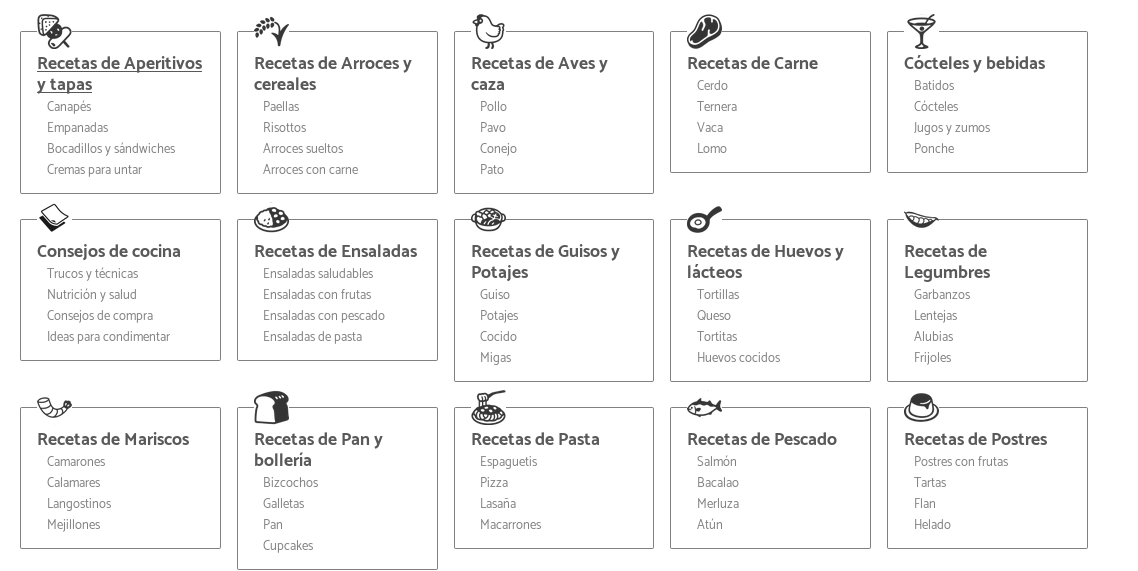 Recetas de Aperitivos
y tapas
Canapés
Empanadas
Bocadillos y sándwiches
Cremas para untar
Recetas de Arroces y
cereales
Paellas
Risottos
Arroces sueltos
Arroces con carne
Recetas de Aves y
caza
Pollo
Pavo
Conejo
Pato
Recetas de Carne
Cerdo
Ternera
Vaca
Lomo
Cócteles y bebidas
Batidos
Cócteles
Jugos y zumos
Ponche
Consejos de cocina
Trucos y técnicas
Nutrición y salud
Consejos de compra
Ideas para condimentar
Recetas de Ensaladas
Ensaladas saludables
Ensaladas con frutas
Ensaladas con pescado
Ensaladas de pasta
Recetas de Guisos y
Potajes
Guiso
Potajes
Cocido
Migas
Recetas de Huevos y
lácteos
Tortillas
Queso
Tortitas
Huevos cocidos
Recetas de
Legumbres
Garbanzos
Lentejas
Alubias
Frijoles
Recetas de Mariscos
Camarones
Calamares
Langostinos
Mejillones
Recetas de Pan y
bollería
Bizcochos
Galletas
Pan
Cupcakes
Recetas de Pasta
Espaguetis
Pizza
Lasaña
Macarrones
Recetas de Pescado
Salmón
Bacalao
Merluza
Atún
Recetas de Postres
Postres con frutas
Tartas
Flan
Helado